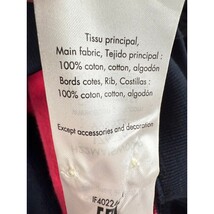 Tissu principal,
Main fabric, Tejido principal :
100% coton, cotton, algodón
Bords cotes, Rib, Costillas :
100% coton, cotton, algodón
Except accessories and decorations
IF4022/